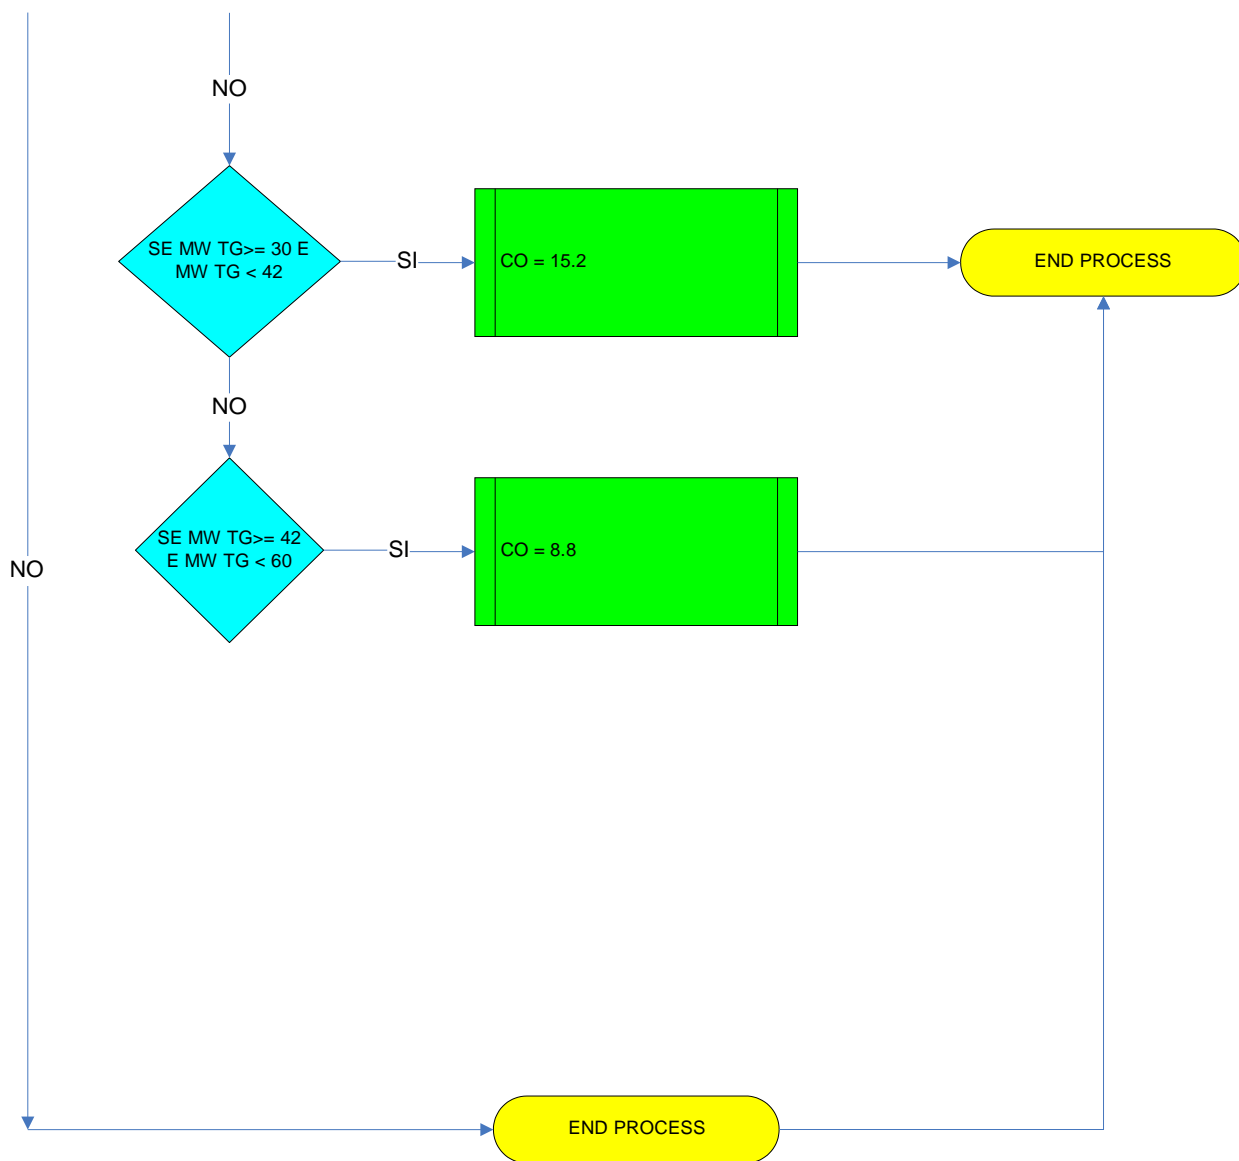 NO
SE MW TG>= 30 E
MW TG < 42
SI
CO = 15.2
END PROCESS
NO
SE MW TG>= 42
E MW TG < 60
SI
CO = 8.8
NO
END PROCESS